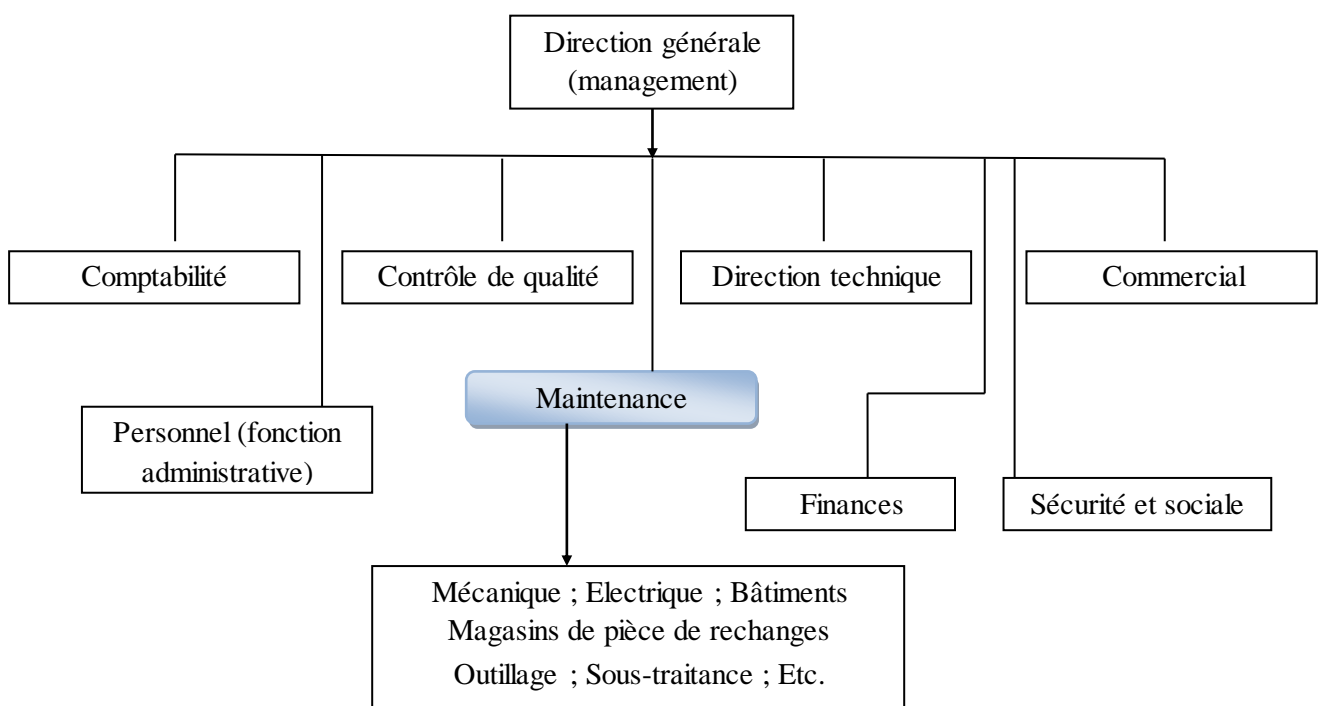 Direction générale
(management)
Comptabilité
Contrôle de qualité
Direction technique
Commercial
Maintenance
Personnel (fonction
administrative)
Finances
Sécurité et sociale
Mécanique ; Electrique ; Bâtiments
Magasins de pièce de rechanges
Outillage ; Sous-traitance ; Etc.